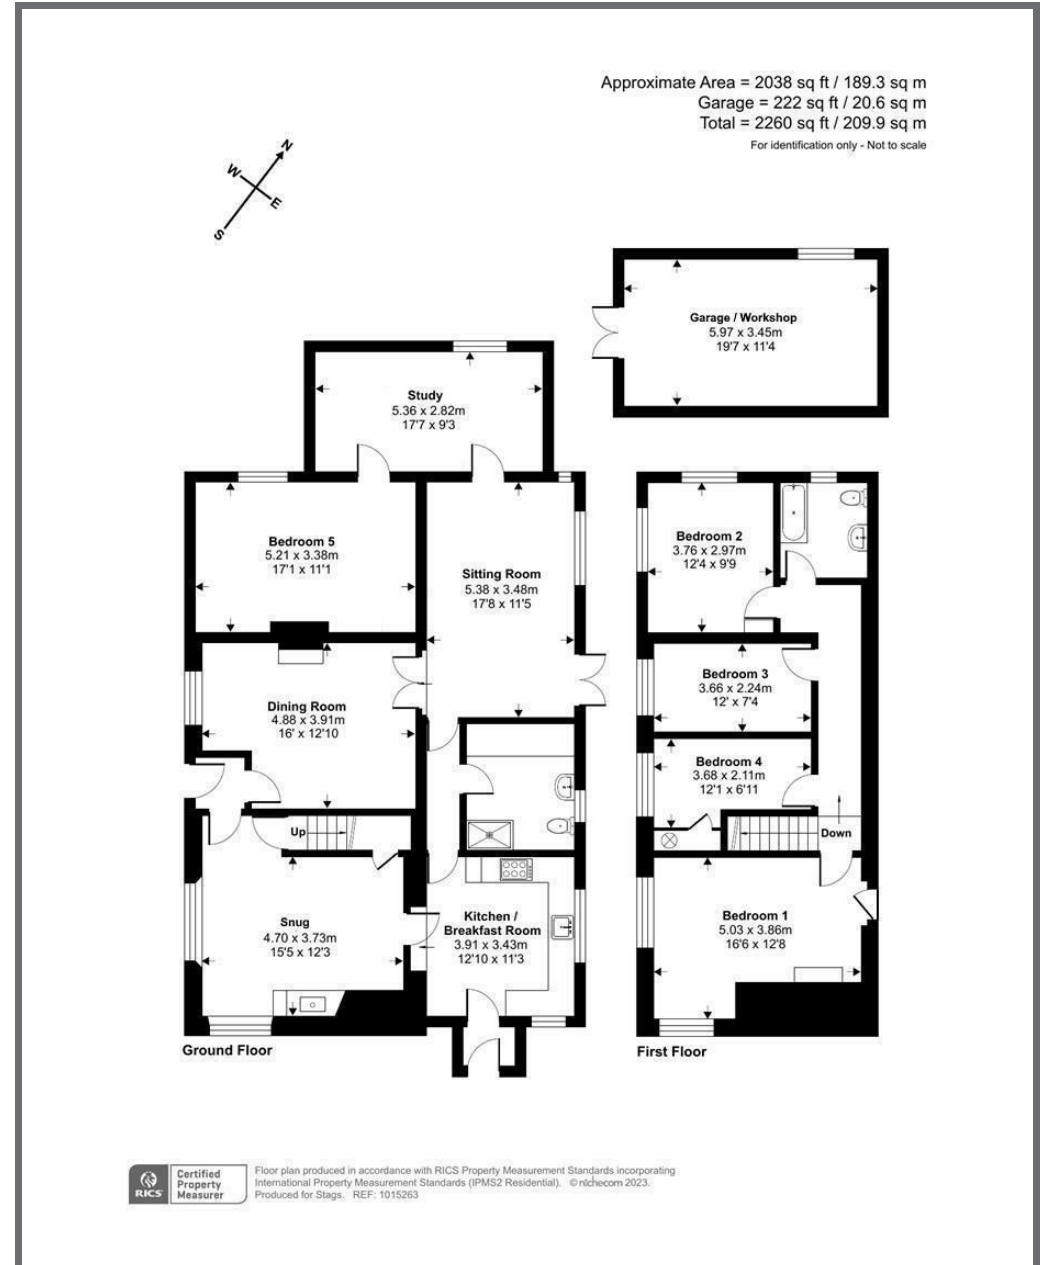 Approximate Area = 2038 sq ft / 189.3 sq m
Garage = 222 sq ft / 20.6 sq m
Total = 2260 sq ft / 209.9 sq m
For identification only - Not to scale
N
W
E
S
Garage / Workshop
5.97 x 3.45m
19'7 x 11'4
Study
5.36 x 2.82m
17'7 x 9'3
Bedroom 5
5.21 x 3.38m
17'1 x 11'1
Sitting Room
5.38 x 3.48m
17'8 x 11'5
Bedroom 2
3.76 x 2.97m
12'4 x 9'9
Dining Room
4.88 x 3.91m
16' x 12'10
Bedroom 3
3.66 x 2.24m
12' x 7'4
Bedroom 4
3.68 x 2.11m
12'1 x 6'11
Up
Down
Snug
4.70 x 3.73m
15'5 x 12'3
Kitchen /
Breakfast Room
3.91 x 3.43m
12'10 x 11'3
Bedroom 1
5.03 x 3.86m
16'6 x 12'8
Ground Floor
First Floor
RICS
Certified
Property
Measurer
Floor plan produced in accordance with RICS Property Measurement Standards incorporating
International Property Measurement Standards (IPMS2 Residential). © nichecom 2023.
Produced for Stags. REF: 1015263